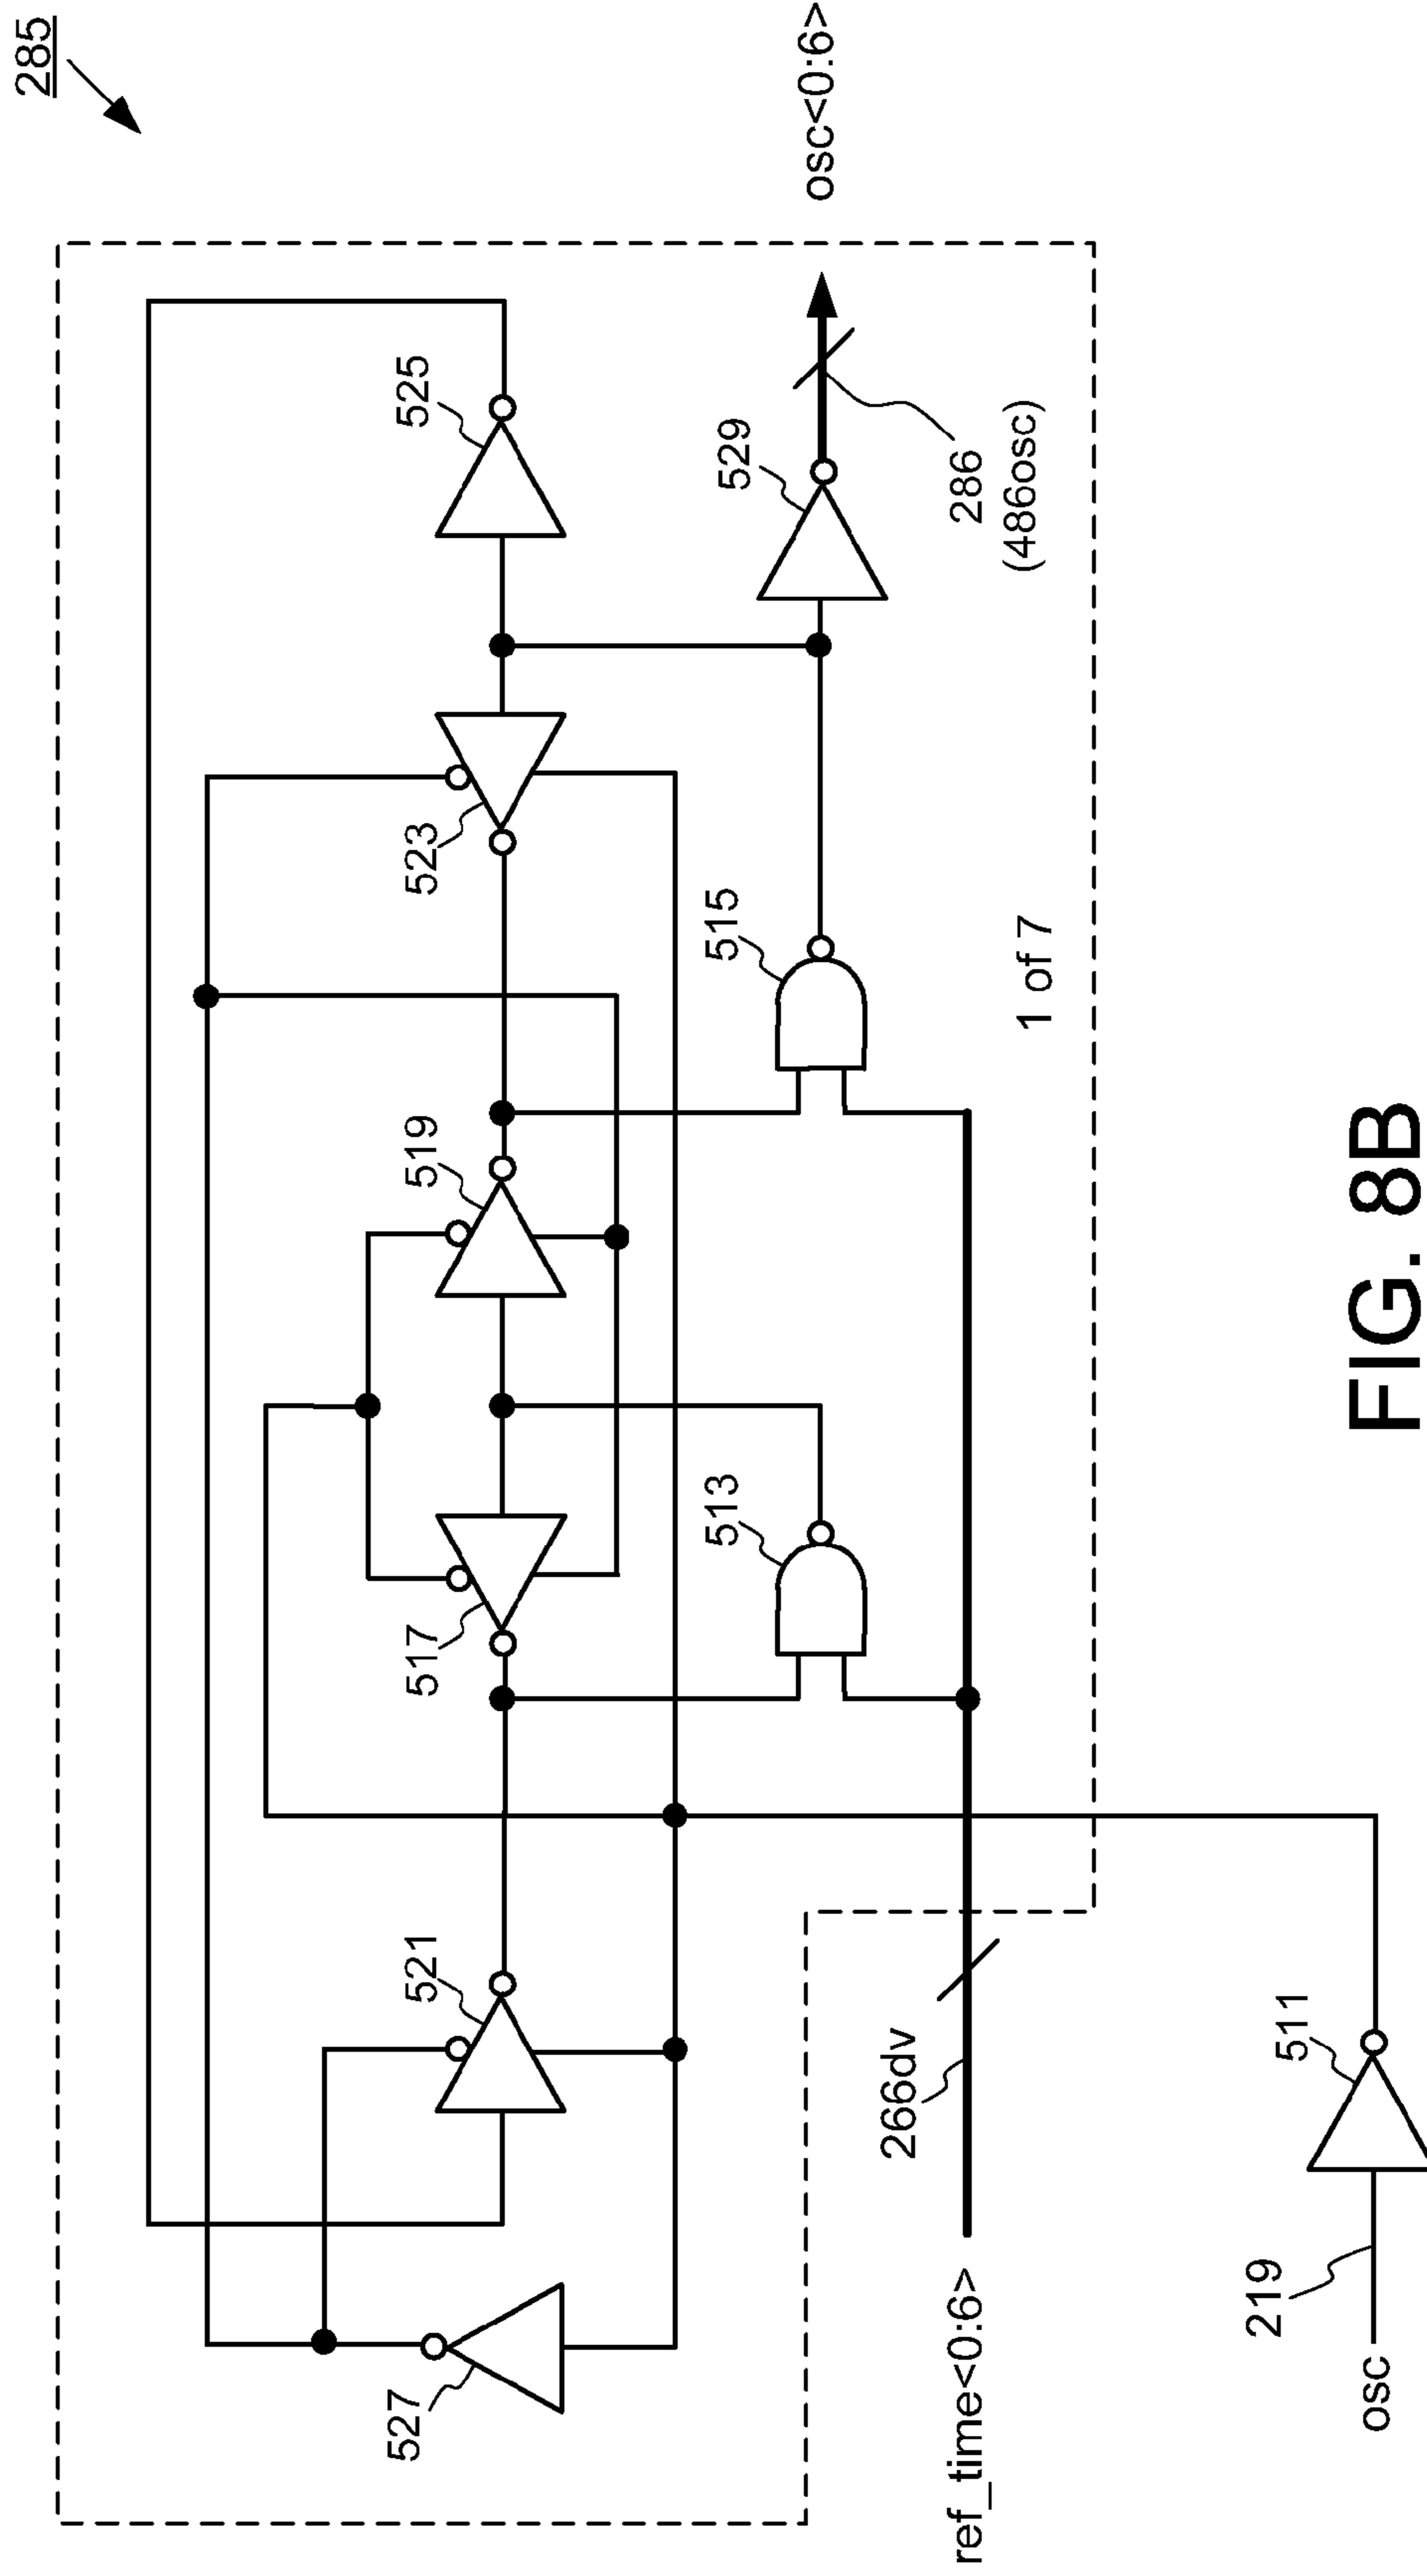 285
525
osc<0:6>
529
286
(486osc)
523
515
1 of 7
519
513
517
521
266dv
511
527
ref_time<0:6>
219
osc
FIG. 8B